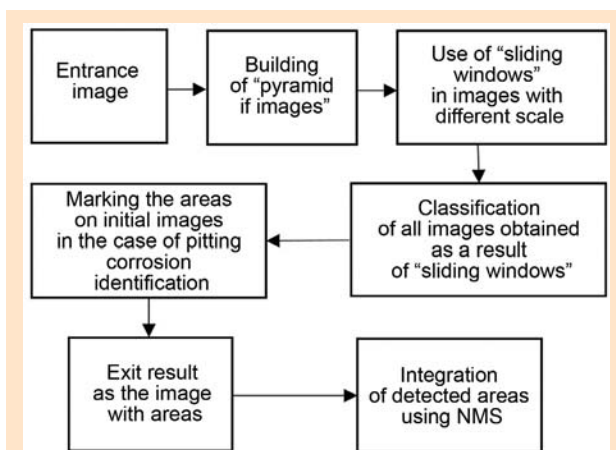 Entrance
image
Building
of “pyramid
if images”
Use of “sliding
windows”
in images with
different scale
Classification
of all images obtained
as a result
of “sliding windows”
Marking the areas
on initial images
in the case of pitting
corrosion
identification
Exit result
as the image
with areas
Integration
of detected areas
using NMS